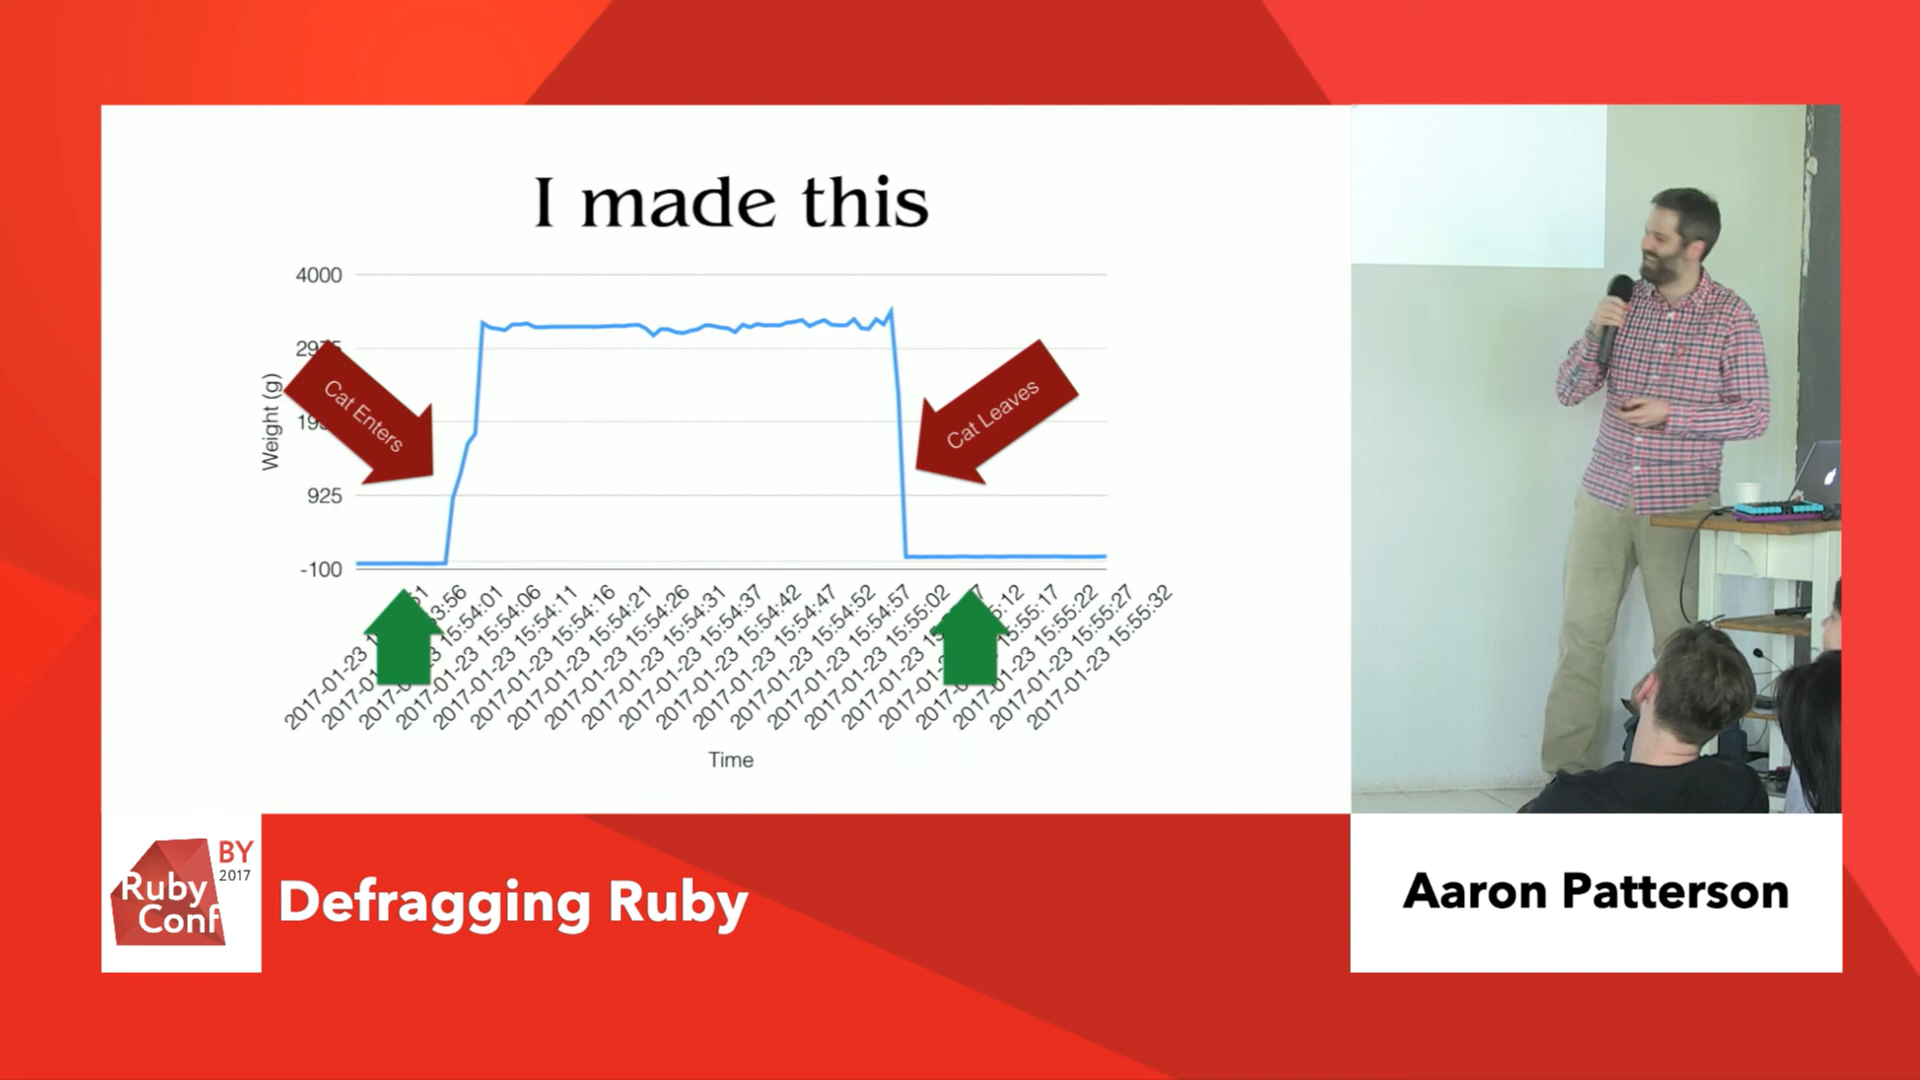 I made this
4000
925
-100
Weight (g)
Cat Enters
Cat Leaves
15:54:01
2017-01-23 15:54:06
2017-01-23 15:54:11
2017-01-23 15:54:16
2017-01-23 15:54:21
2017-01-23 15:54:26
2017-01-23 15:54:31
2017-01-23 15:54:37
2017-01-23 15:54:42
2017-01-23 15:54:47
2017-01-23 15:54:52
2017-01-23 15:54:57
2017-01-23 15:55:02
2017-01-23
15:55:17
2017-01-23 15:55:22
2017-01-23 15:55:27
2017-01-23 15:55:32
Time
Ruby
Conf
BY
2017
Defragging Ruby
Aaron Patterson